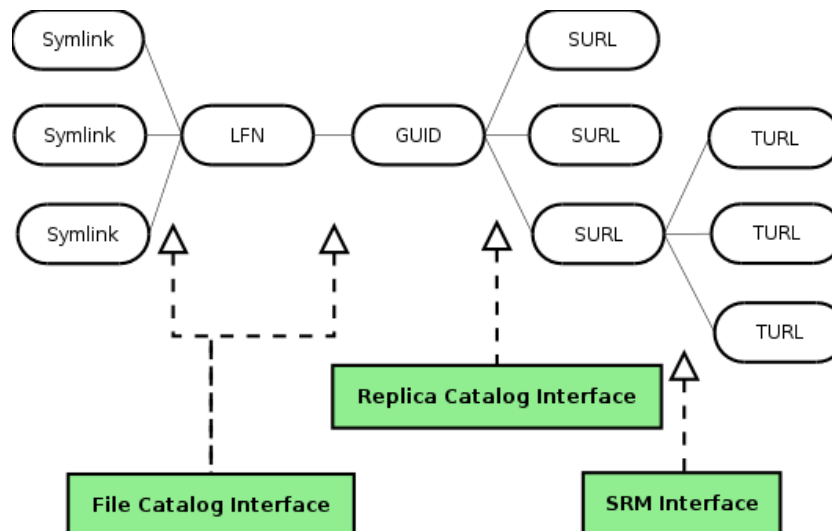 Symlink
SURL
Symlink
LFN
GUID
SURL
TURL
Symlink
SURL
TURL
TURL
Replica Catalog Interface
File Catalog Interface
SRM Interface